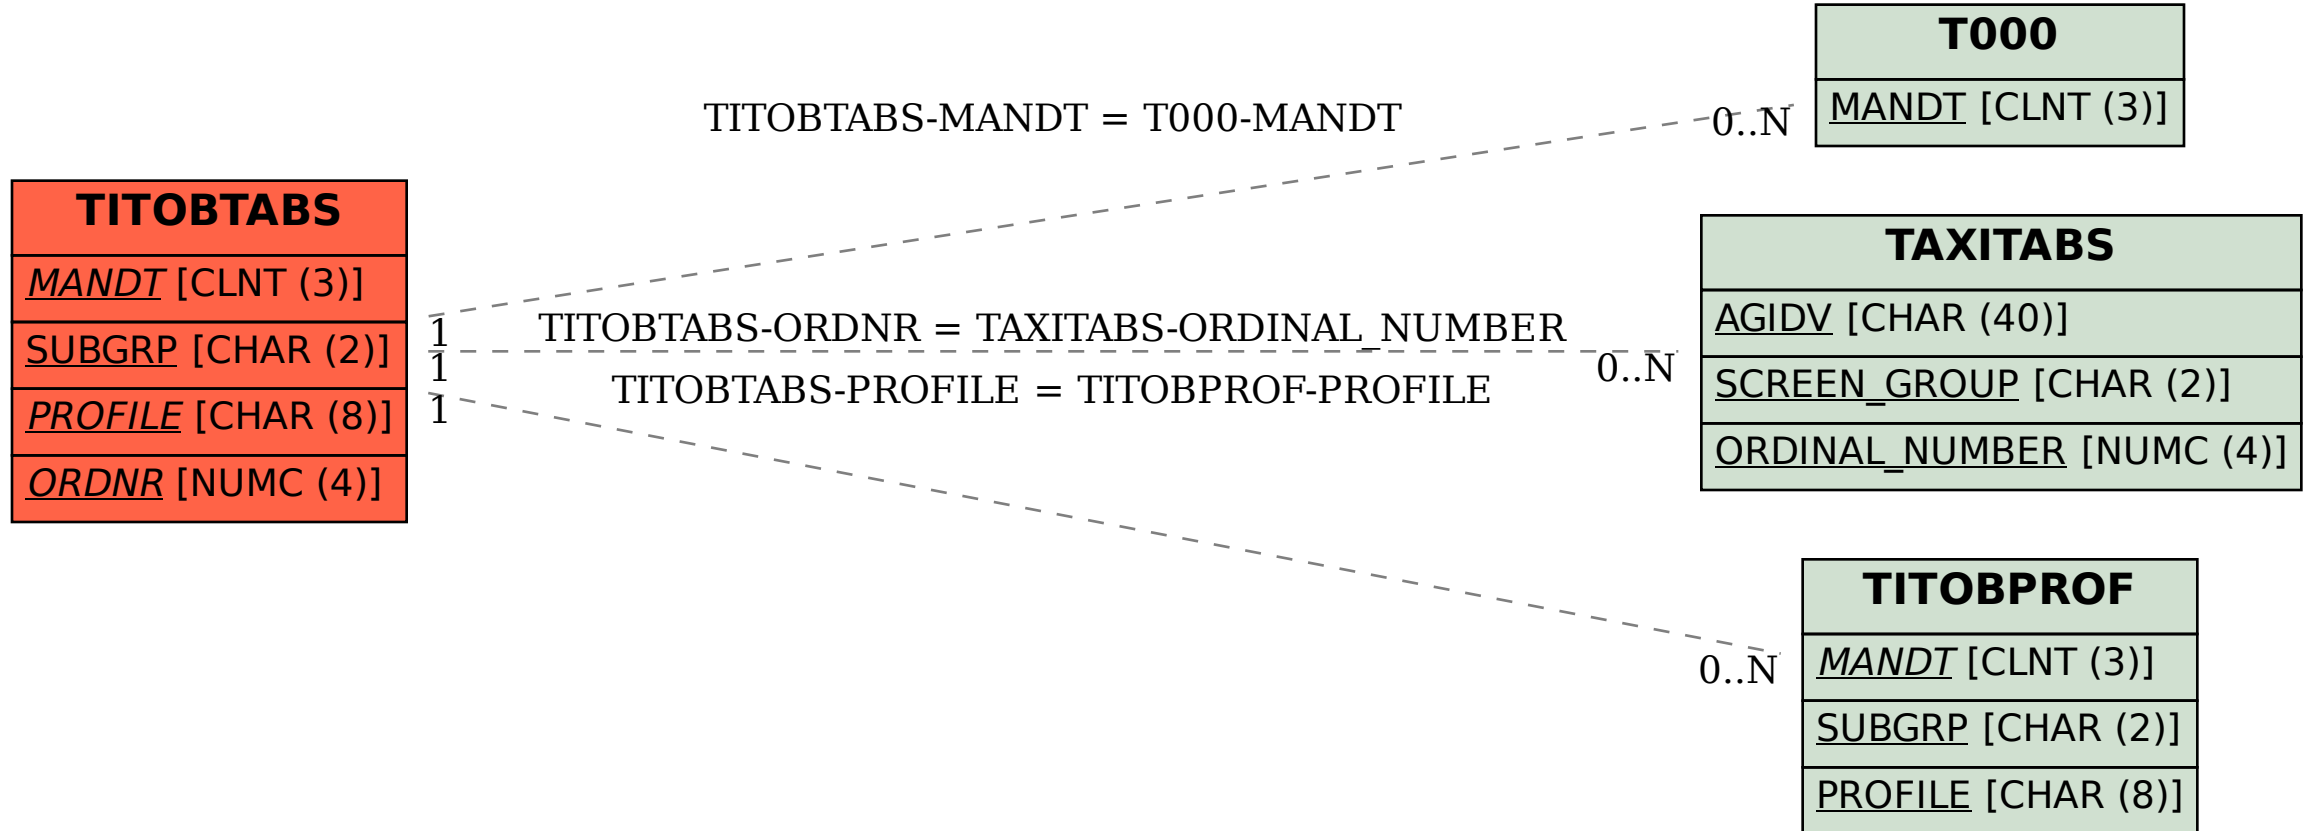 T000
MANDT [CLNT (3)]
TITOBTABS-MANDT = T000-MANDT
0..N
TITOBTABS
MANDT [CLNT (3)]
SUBGRP [CHAR (2)]
PROFILE [CHAR (8)]
ORDNR [NUMC (4)]
1
TITOBTABS-ORDNR = TAXITABS-ORDINAL_NUMBER
1
0..N
TITOBTABS-PROFILE = TITOBPROF-PROFILE
1
TAXITABS
AGIDV [CHAR (40)]
SCREEN_GROUP [CHAR (2)]
ORDINAL_NUMBER [NUMC (4)]
0..N
TITOBPROF
MANDT [CLNT (3)]
SUBGRP [CHAR (2)]
PROFILE [CHAR (8)]